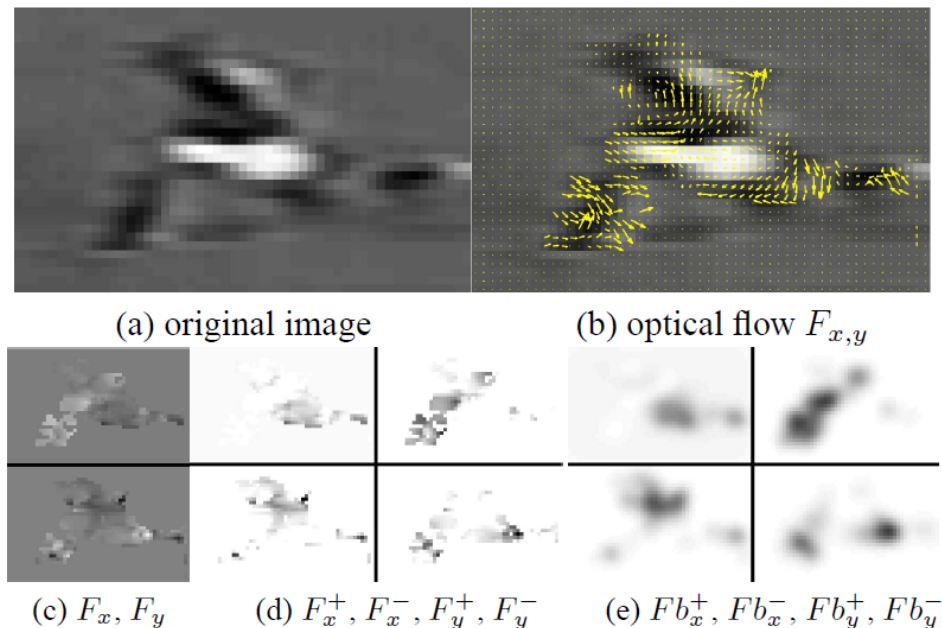 (a) original image
(b) optical flow $F_{x,y}$
(c) $F_x, F_y$
(d) $F_x^+, F_x^-, F_y^+, F_y^-$
(e) $Fb_x^+, Fb_x^-, Fb_y^+, Fb_y^-$